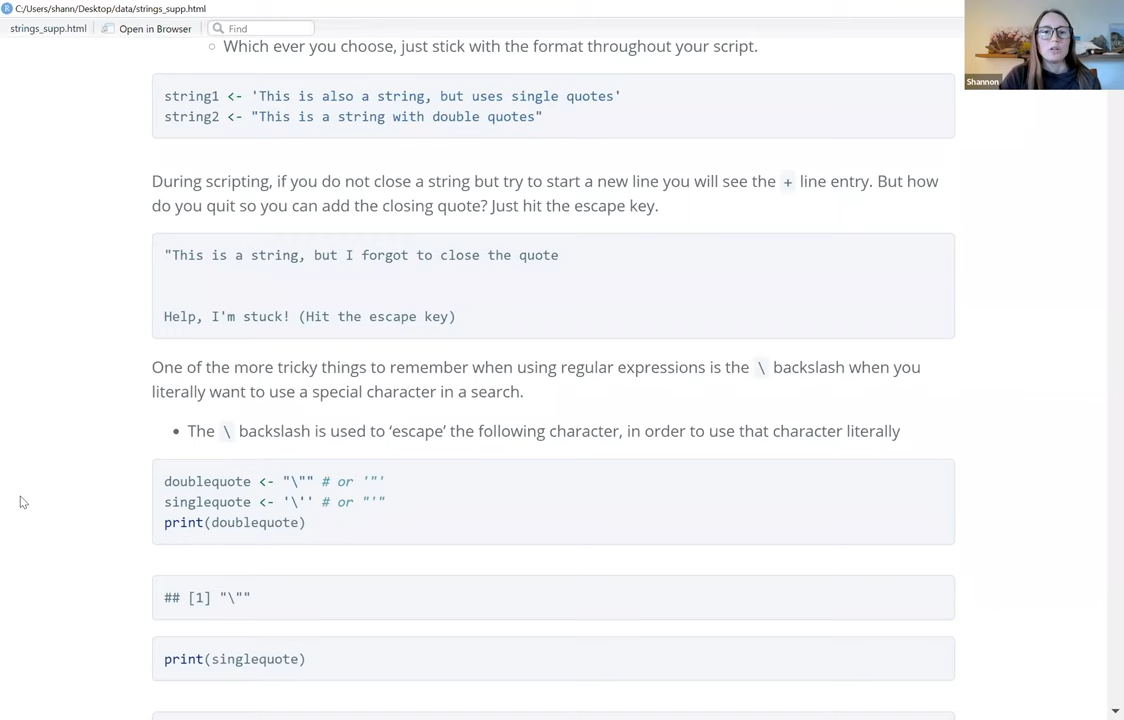 C:/Users/shann/Desktop/data/strings_supp.html
strings_supp.html Open in Browser Find
Which ever you choose, just stick with the format throughout your script.
Shannon
string1 <- 'This is also a string, but uses single quotes'
string2 <- "This is a string with double quotes"
During scripting, if you do not close a string but try to start a new line you will see the + line entry. But how
do you quit so you can add the closing quote? Just hit the escape key.
"This is a string, but I forgot to close the quote
Help, I'm stuck! (Hit the escape key)
One of the more tricky things to remember when using regular expressions is the \ backslash when you
literally want to use a special character in a search.
The \ backslash is used to ‘escape’ the following character, in order to use that character literally
doublequote <- "\"" # or '"'
singlequote <- '\'' # or "'"
print(doublequote)
## [1] "\""
print(singlequote)